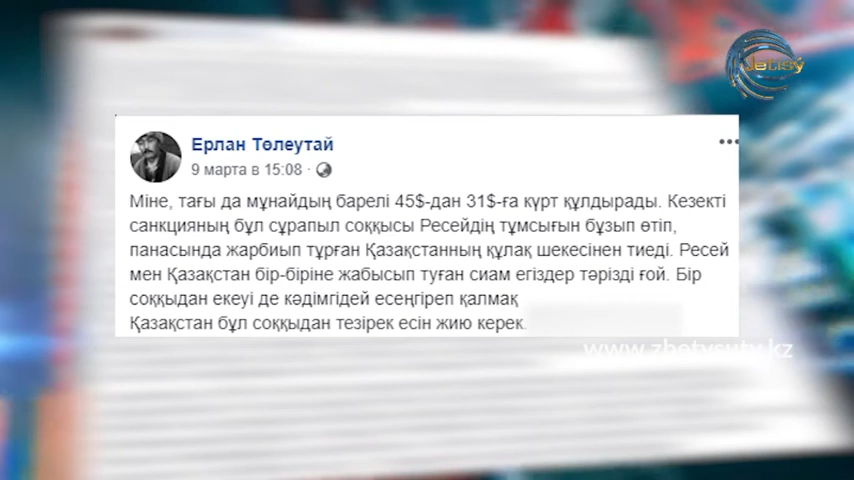 Jetisý
Ерлан Төлеутай
9 марта в 15:08 ·
Міне, тағы да мұнайдың барелі 45$-дан 31$-ға күрт құлдырады. Кезекті
санкцияның бұл сұрапыл соққысы Ресейдің тұмсығын бұзып өтіп,
панасында жарбиып тұрған Қазақстанның құлақ шекесінен тиеді. Ресей
мен Қазақстан бір-біріне жабысып туған сиам егіздер тәрізді ғой. Бір
соққыдан екеуі де кәдімгідей есеңгіреп қалмақ
Қазақстан бұл соққыдан тезірек есін жию керек.
www.zhetysutv.kz